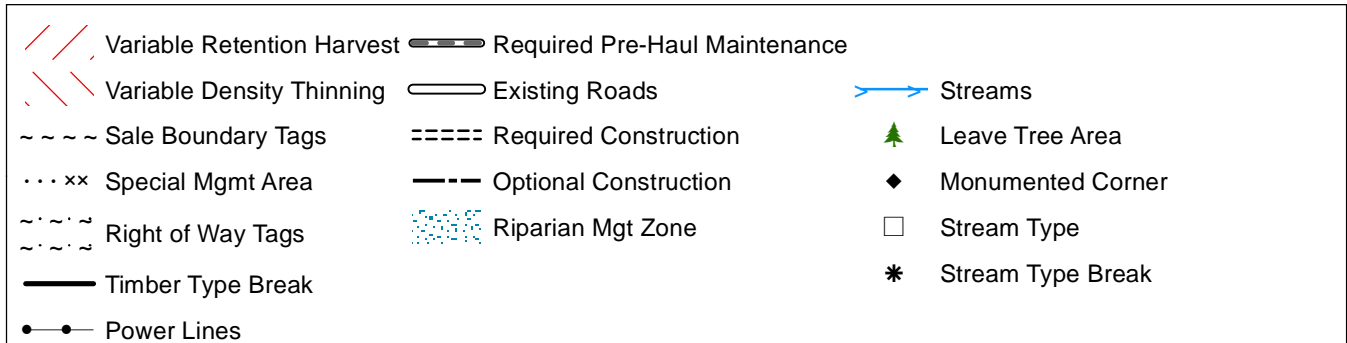 Variable Retention Harvest
Variable Density Thinning
Sale Boundary Tags
Special Mgmt Area
Right of Way Tags
Timber Type Break
Power Lines
Required Pre-Haul Maintenance
Existing Roads
Required Construction
Optional Construction
Riparian Mgt Zone
Streams
Leave Tree Area
Monumented Corner
Stream Type
Stream Type Break